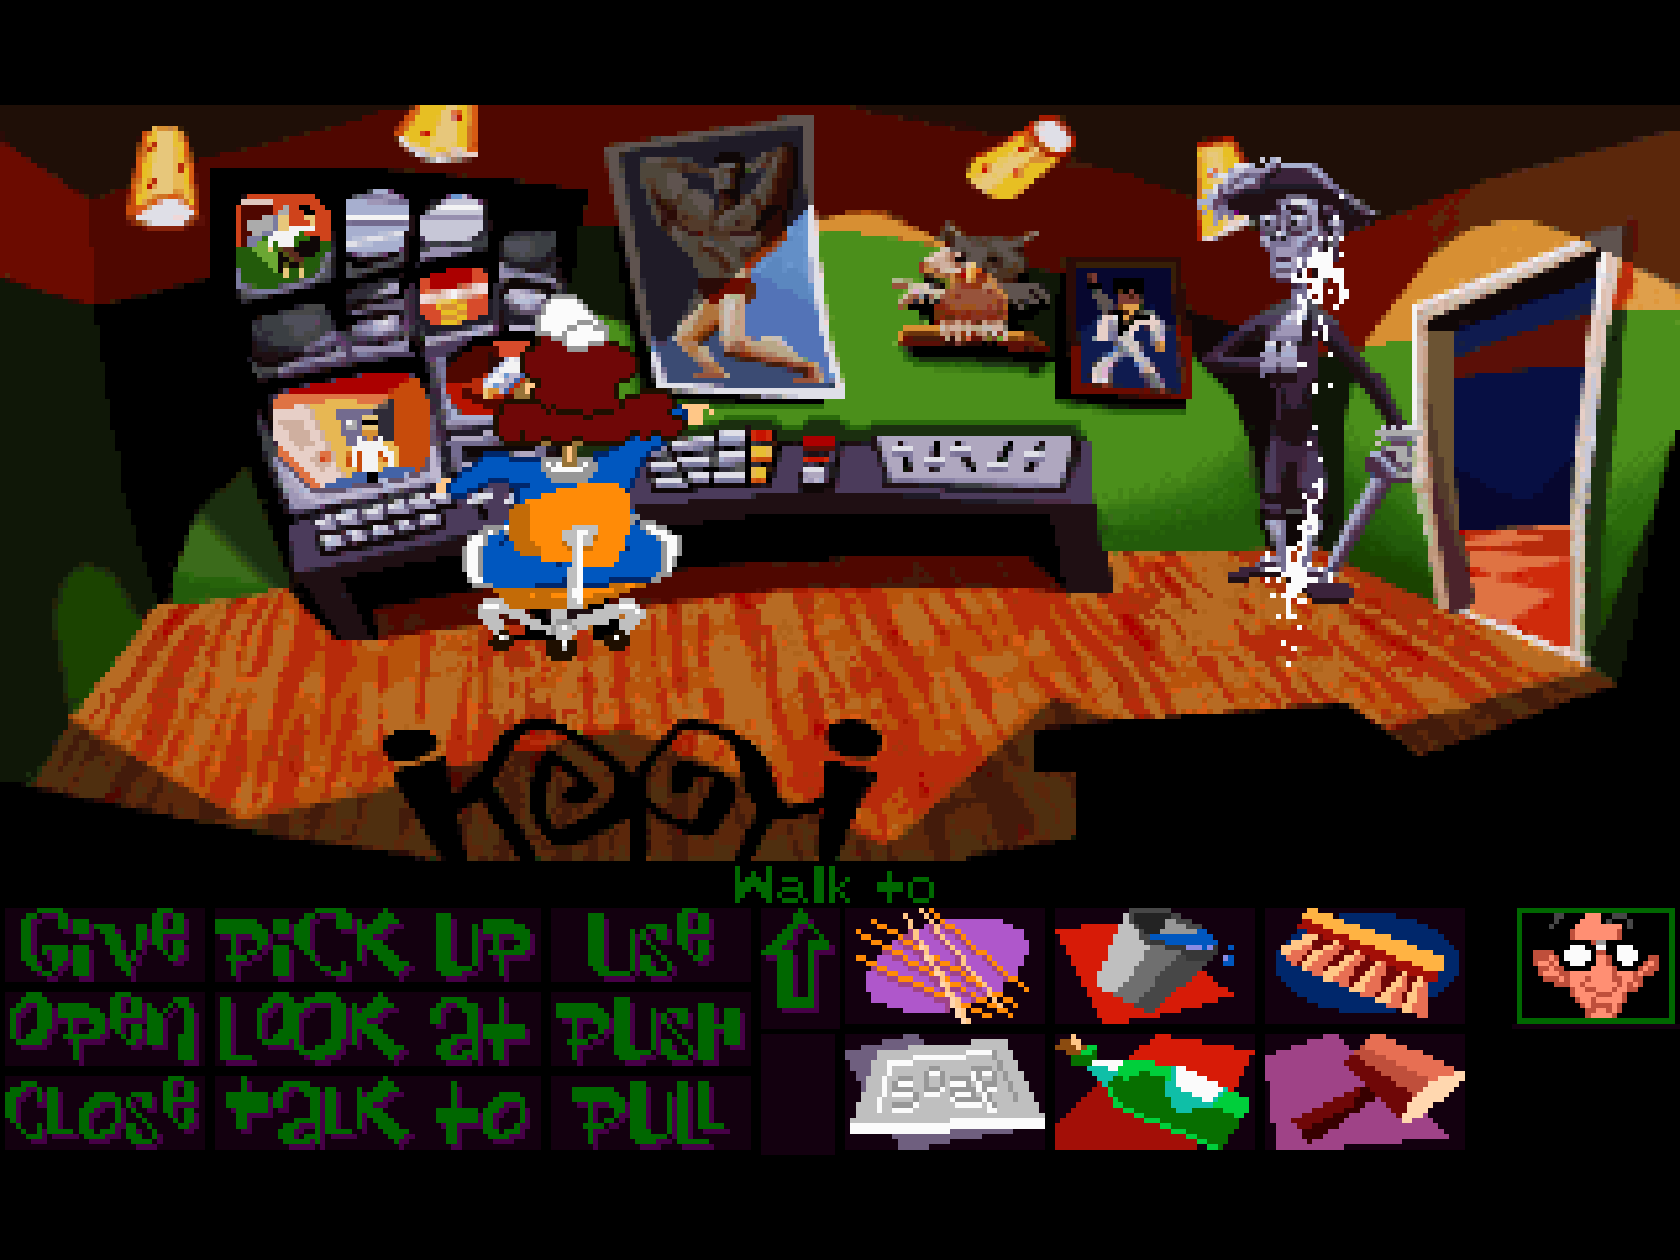 Walk to
Give Pick up Use
Open Look at Push
Close Talk to Pull
SOAP